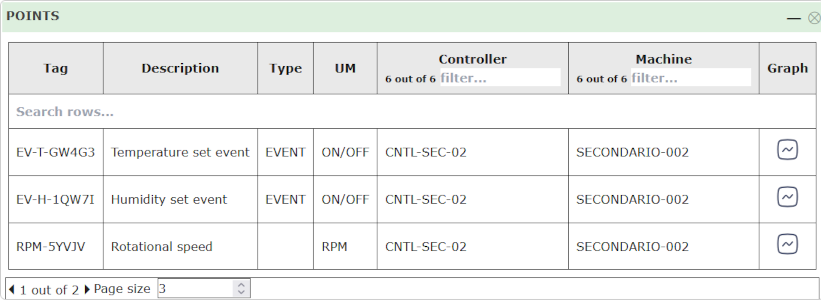 POINTS
Tag Description Type UM Controller Machine Graph
6 out of 6 filter... 6 out of 6 filter...
Search rows...
EV-T-GW4G3 Temperature set event EVENT ON/OFF CNTL-SEC-02 SECONDARIO-002
EV-H-1QW7I Humidity set event EVENT ON/OFF CNTL-SEC-02 SECONDARIO-002
RPM-5YVJV Rotational speed RPM CNTL-SEC-02 SECONDARIO-002
1 out of 2 Page size 3